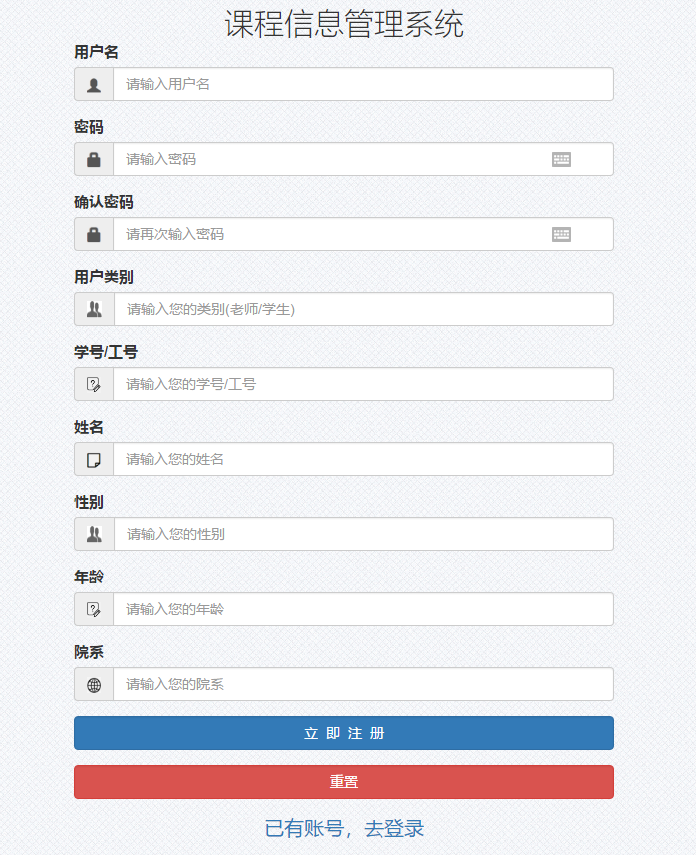 课程信息管理系统
用户名
请输入用户名
密码
请输入密码
确认密码
请再次输入密码
用户类别
请输入您的类别(老师/学生)
学号/工号
请输入您的学号/工号
姓名
请输入您的姓名
性别
请输入您的性别
年龄
请输入您的年龄
院系
请输入您的院系
立 即 注 册
重置
已有账号，去登录